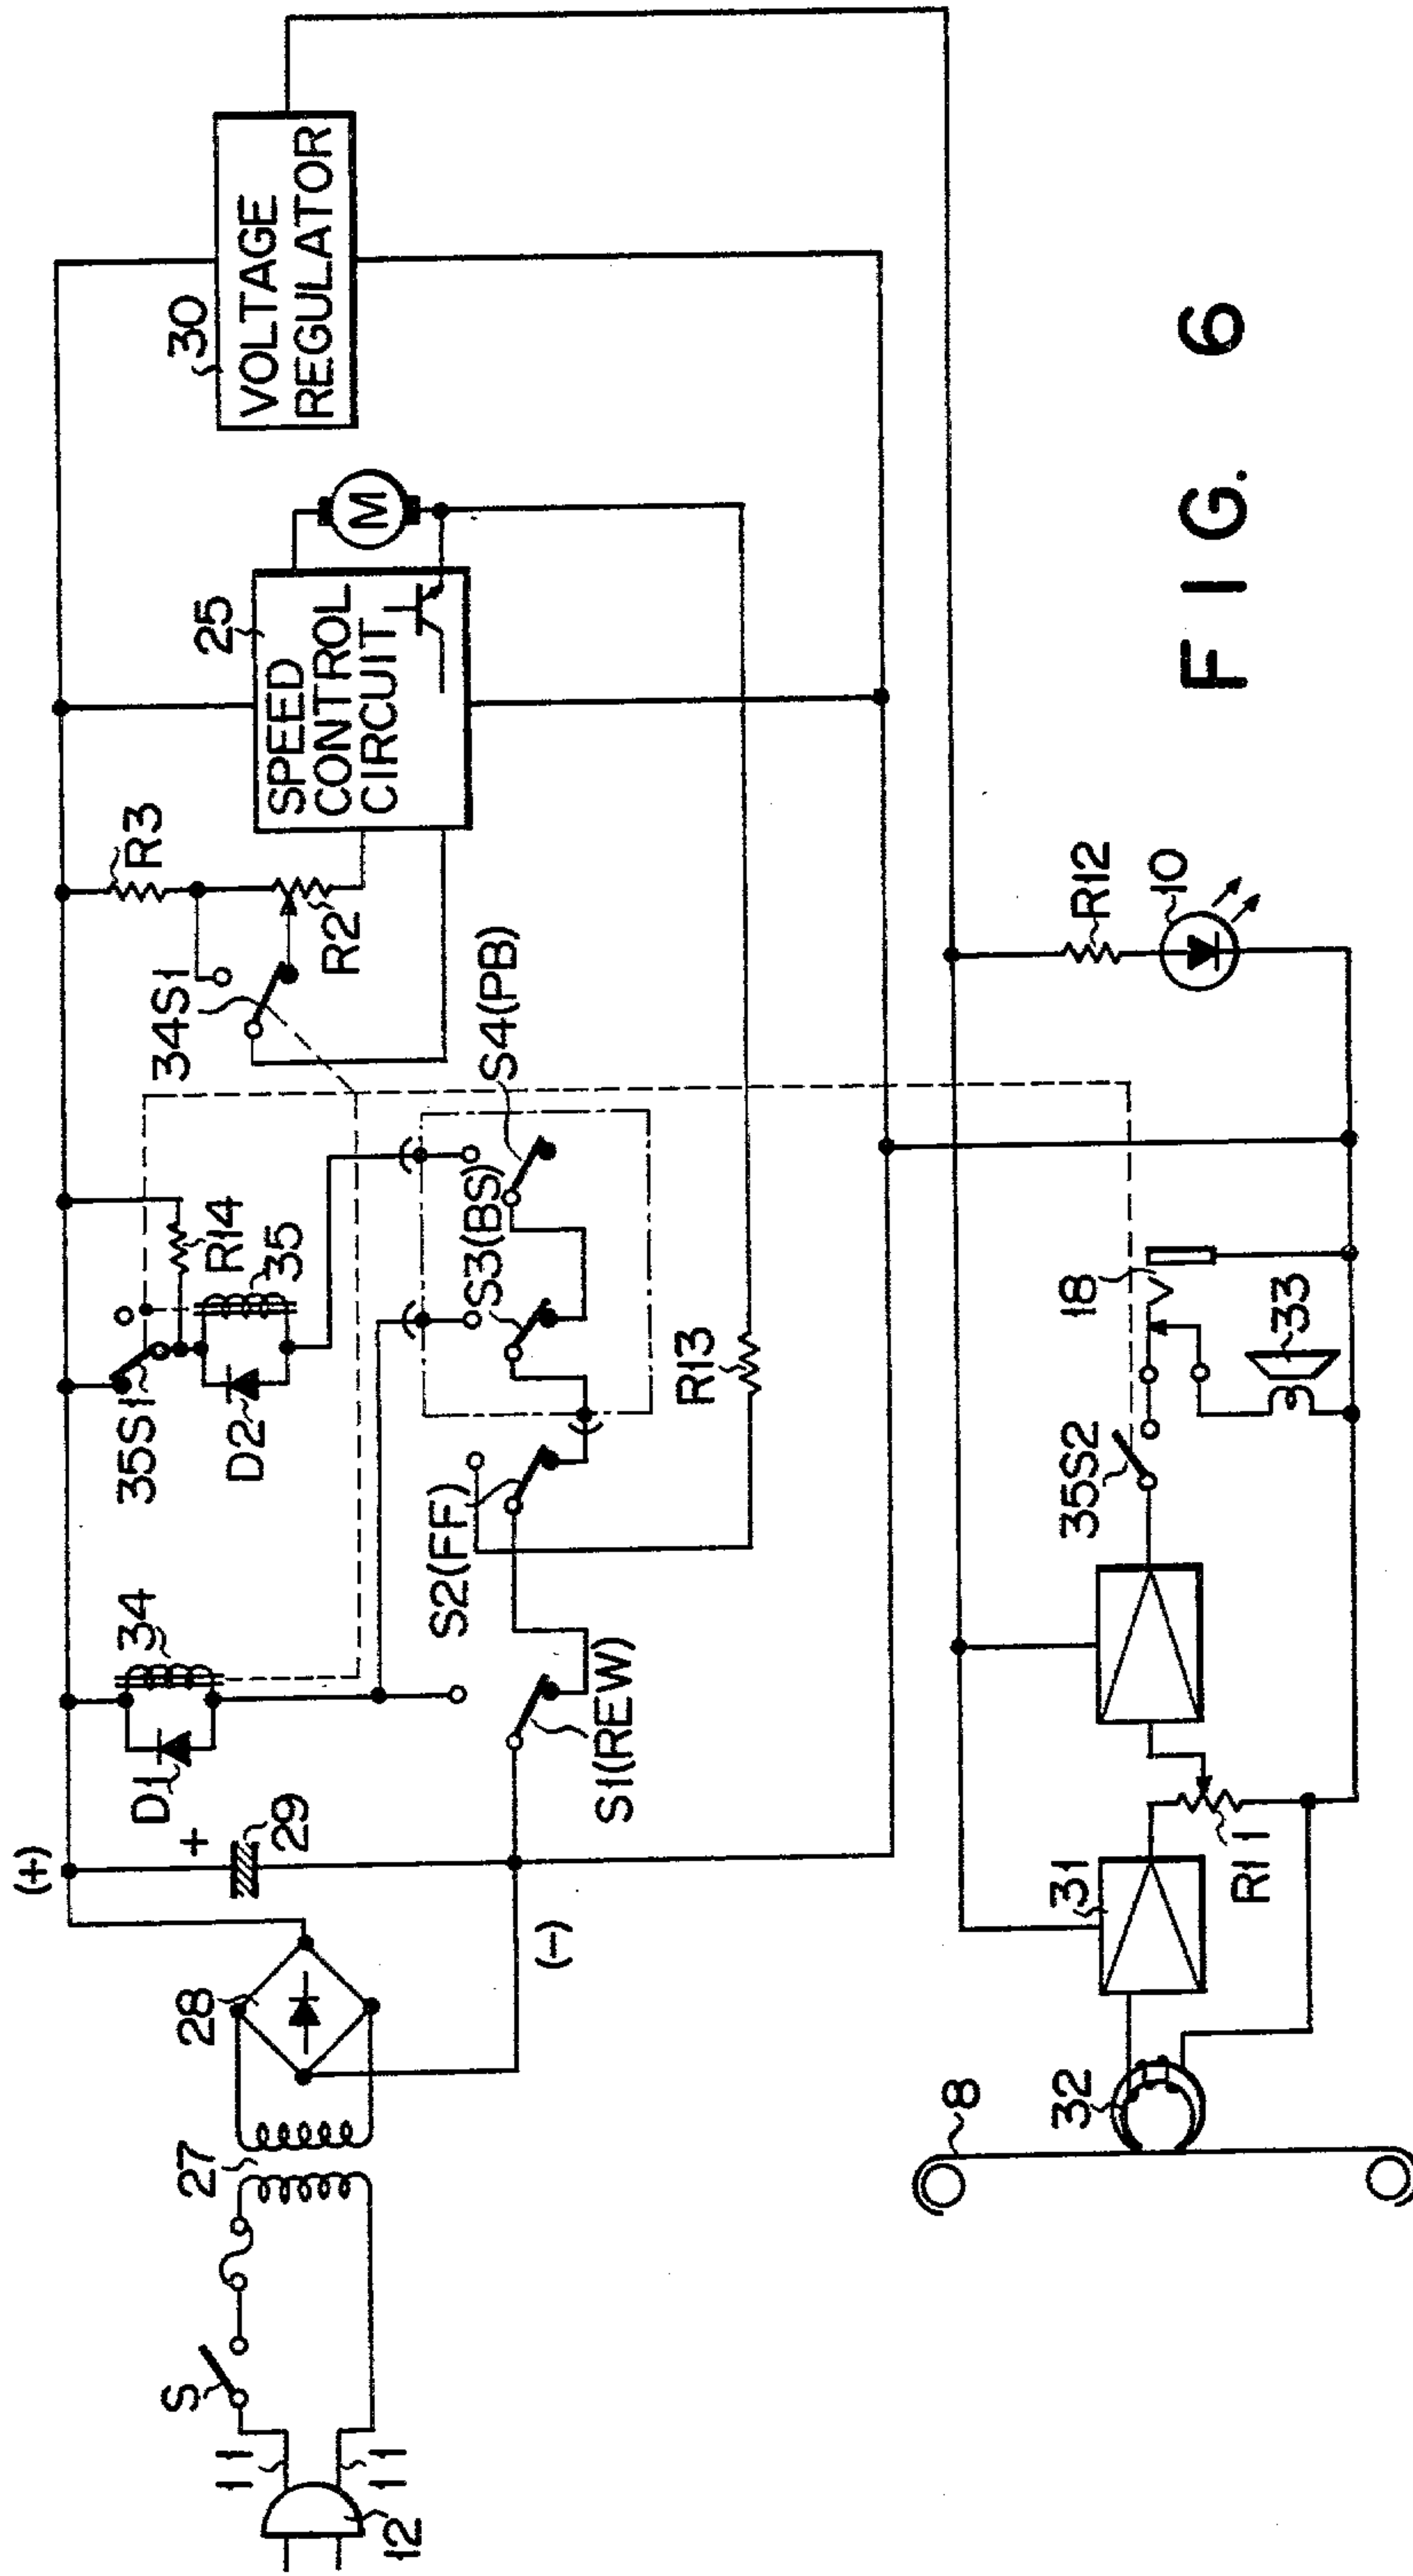 (+)
(-)
12
11
11
S
27
28
29
+
D1
34
S1(REW)
S2(FF)
35S1
D2
R14
35
S3(BS)
S4(PB)
34S1
R2
R3
25
SPEED
CONTROL
CIRCUIT
M
30
VOLTAGE
REGULATOR
R13
8
32
31
R11
35S2
18
33
R12
10
FIG. 6